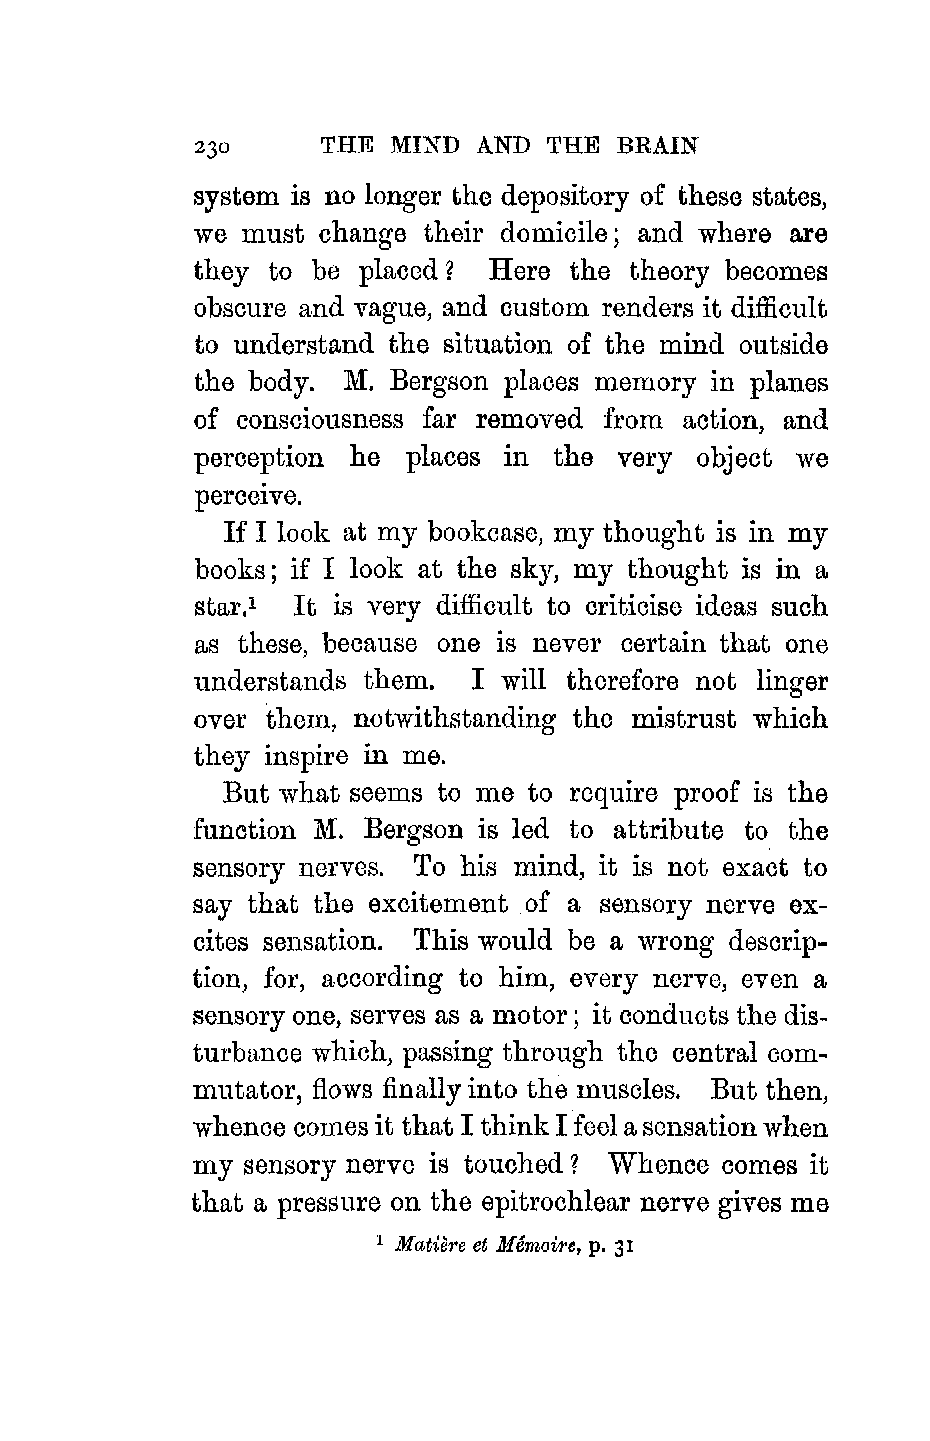 230 THE MIND AND THE BRAIN
system is no longer the depository of these states,
we must change their domicile; and where are
they to be placed? Here the theory becomes
obscure and vague, and custom renders it difficult
to understand the situation of the mind outside
the body. M. Bergson places memory in planes
of consciousness far removed from action, and
perception he places in the very object we
perceive.
If I look at my bookcase, my thought is in my
books; if I look at the sky, my thought is in a
star.¹ It is very difficult to criticise ideas such
as these, because one is never certain that one
understands them. I will therefore not linger
over them, notwithstanding the mistrust which
they inspire in me.
But what seems to me to require proof is the
function M. Bergson is led to attribute to the
sensory nerves. To his mind, it is not exact to
say that the excitement of a sensory nerve ex-
cites sensation. This would be a wrong descrip-
tion, for, according to him, every nerve, even a
sensory one, serves as a motor; it conducts the dis-
turbance which, passing through the central com-
mutator, flows finally into the muscles. But then,
whence comes it that I think I feel a sensation when
my sensory nerve is touched? Whence comes it
that a pressure on the epitrochlear nerve gives me
¹ Matière et Mémoire, p. 31